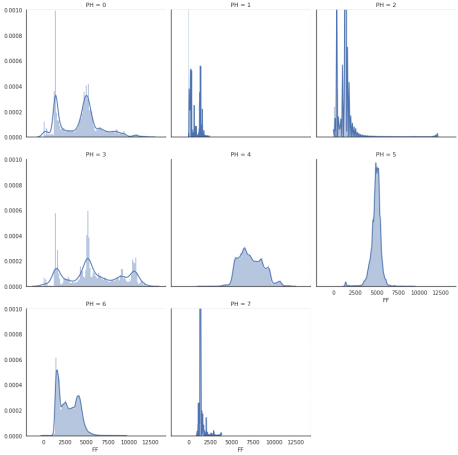 PH = 0 PH = 1 PH = 2
0.0010
0.0008
0.0006
0.0004
0.0002
0.0000
PH = 3 PH = 4 PH = 5
0.0010
0.0008
0.0006
0.0004
0.0002
0.0000
0 2500 5000 7500 10000 12500
FF
PH = 6 PH = 7
0.0010
0.0008
0.0006
0.0004
0.0002
0.0000
0 2500 5000 7500 10000 12500 0 2500 5000 7500 10000 12500
FF FF